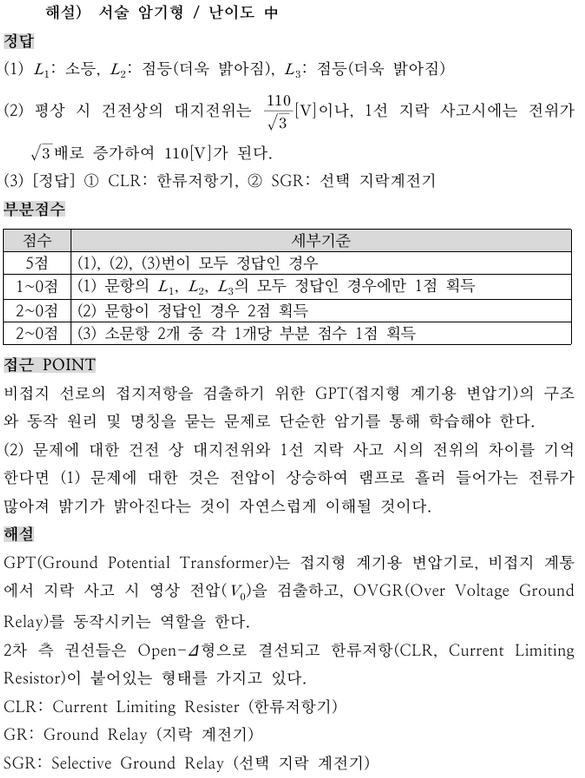 해설) 서술 암기형 / 난이도 中
정답
(1) L₁: 소등, L₂: 점등(더욱 밝아짐), L₃: 점등(더욱 밝아짐)
(2) 평상 시 건전상의 대지전위는 110/√3[V]이나, 1선 지락 사고시에는 전위가
√3배로 증가하여 110[V]가 된다.
(3) [정답] ① CLR: 한류저항기, ② SGR: 선택 지락계전기
부분점수
점수 세부기준
5점 (1), (2), (3)번이 모두 정답인 경우
1~0점 (1) 문항의 L₁, L₂, L₃의 모두 정답인 경우에만 1점 획득
2~0점 (2) 문항이 정답인 경우 2점 획득
2~0점 (3) 소문항 2개 중 각 1개당 부분 점수 1점 획득
접근 POINT
비접지 선로의 접지저항을 검출하기 위한 GPT(접지형 계기용 변압기)의 구조
와 동작 원리 및 명칭을 묻는 문제로 단순한 암기를 통해 학습해야 한다.
(2) 문제에 대한 건전 상 대지전위와 1선 지락 사고 시의 전위의 차이를 기억
한다면 (1) 문제에 대한 것은 전압이 상승하여 램프로 흘러 들어가는 전류가
많아져 밝기가 밝아진다는 것이 자연스럽게 이해될 것이다.
해설
GPT(Ground Potential Transformer)는 접지형 계기용 변압기로, 비접지 계통
에서 지락 사고 시 영상 전압(V₀)을 검출하고, OVGR(Over Voltage Ground
Relay)를 동작시키는 역할을 한다.
2차 측 권선들은 Open-⊿형으로 결선되고 한류저항(CLR, Current Limiting
Resistor)이 붙어있는 형태를 가지고 있다.
CLR: Current Limiting Resister (한류저항기)
GR: Ground Relay (지락 계전기)
SGR: Selective Ground Relay (선택 지락 계전기)